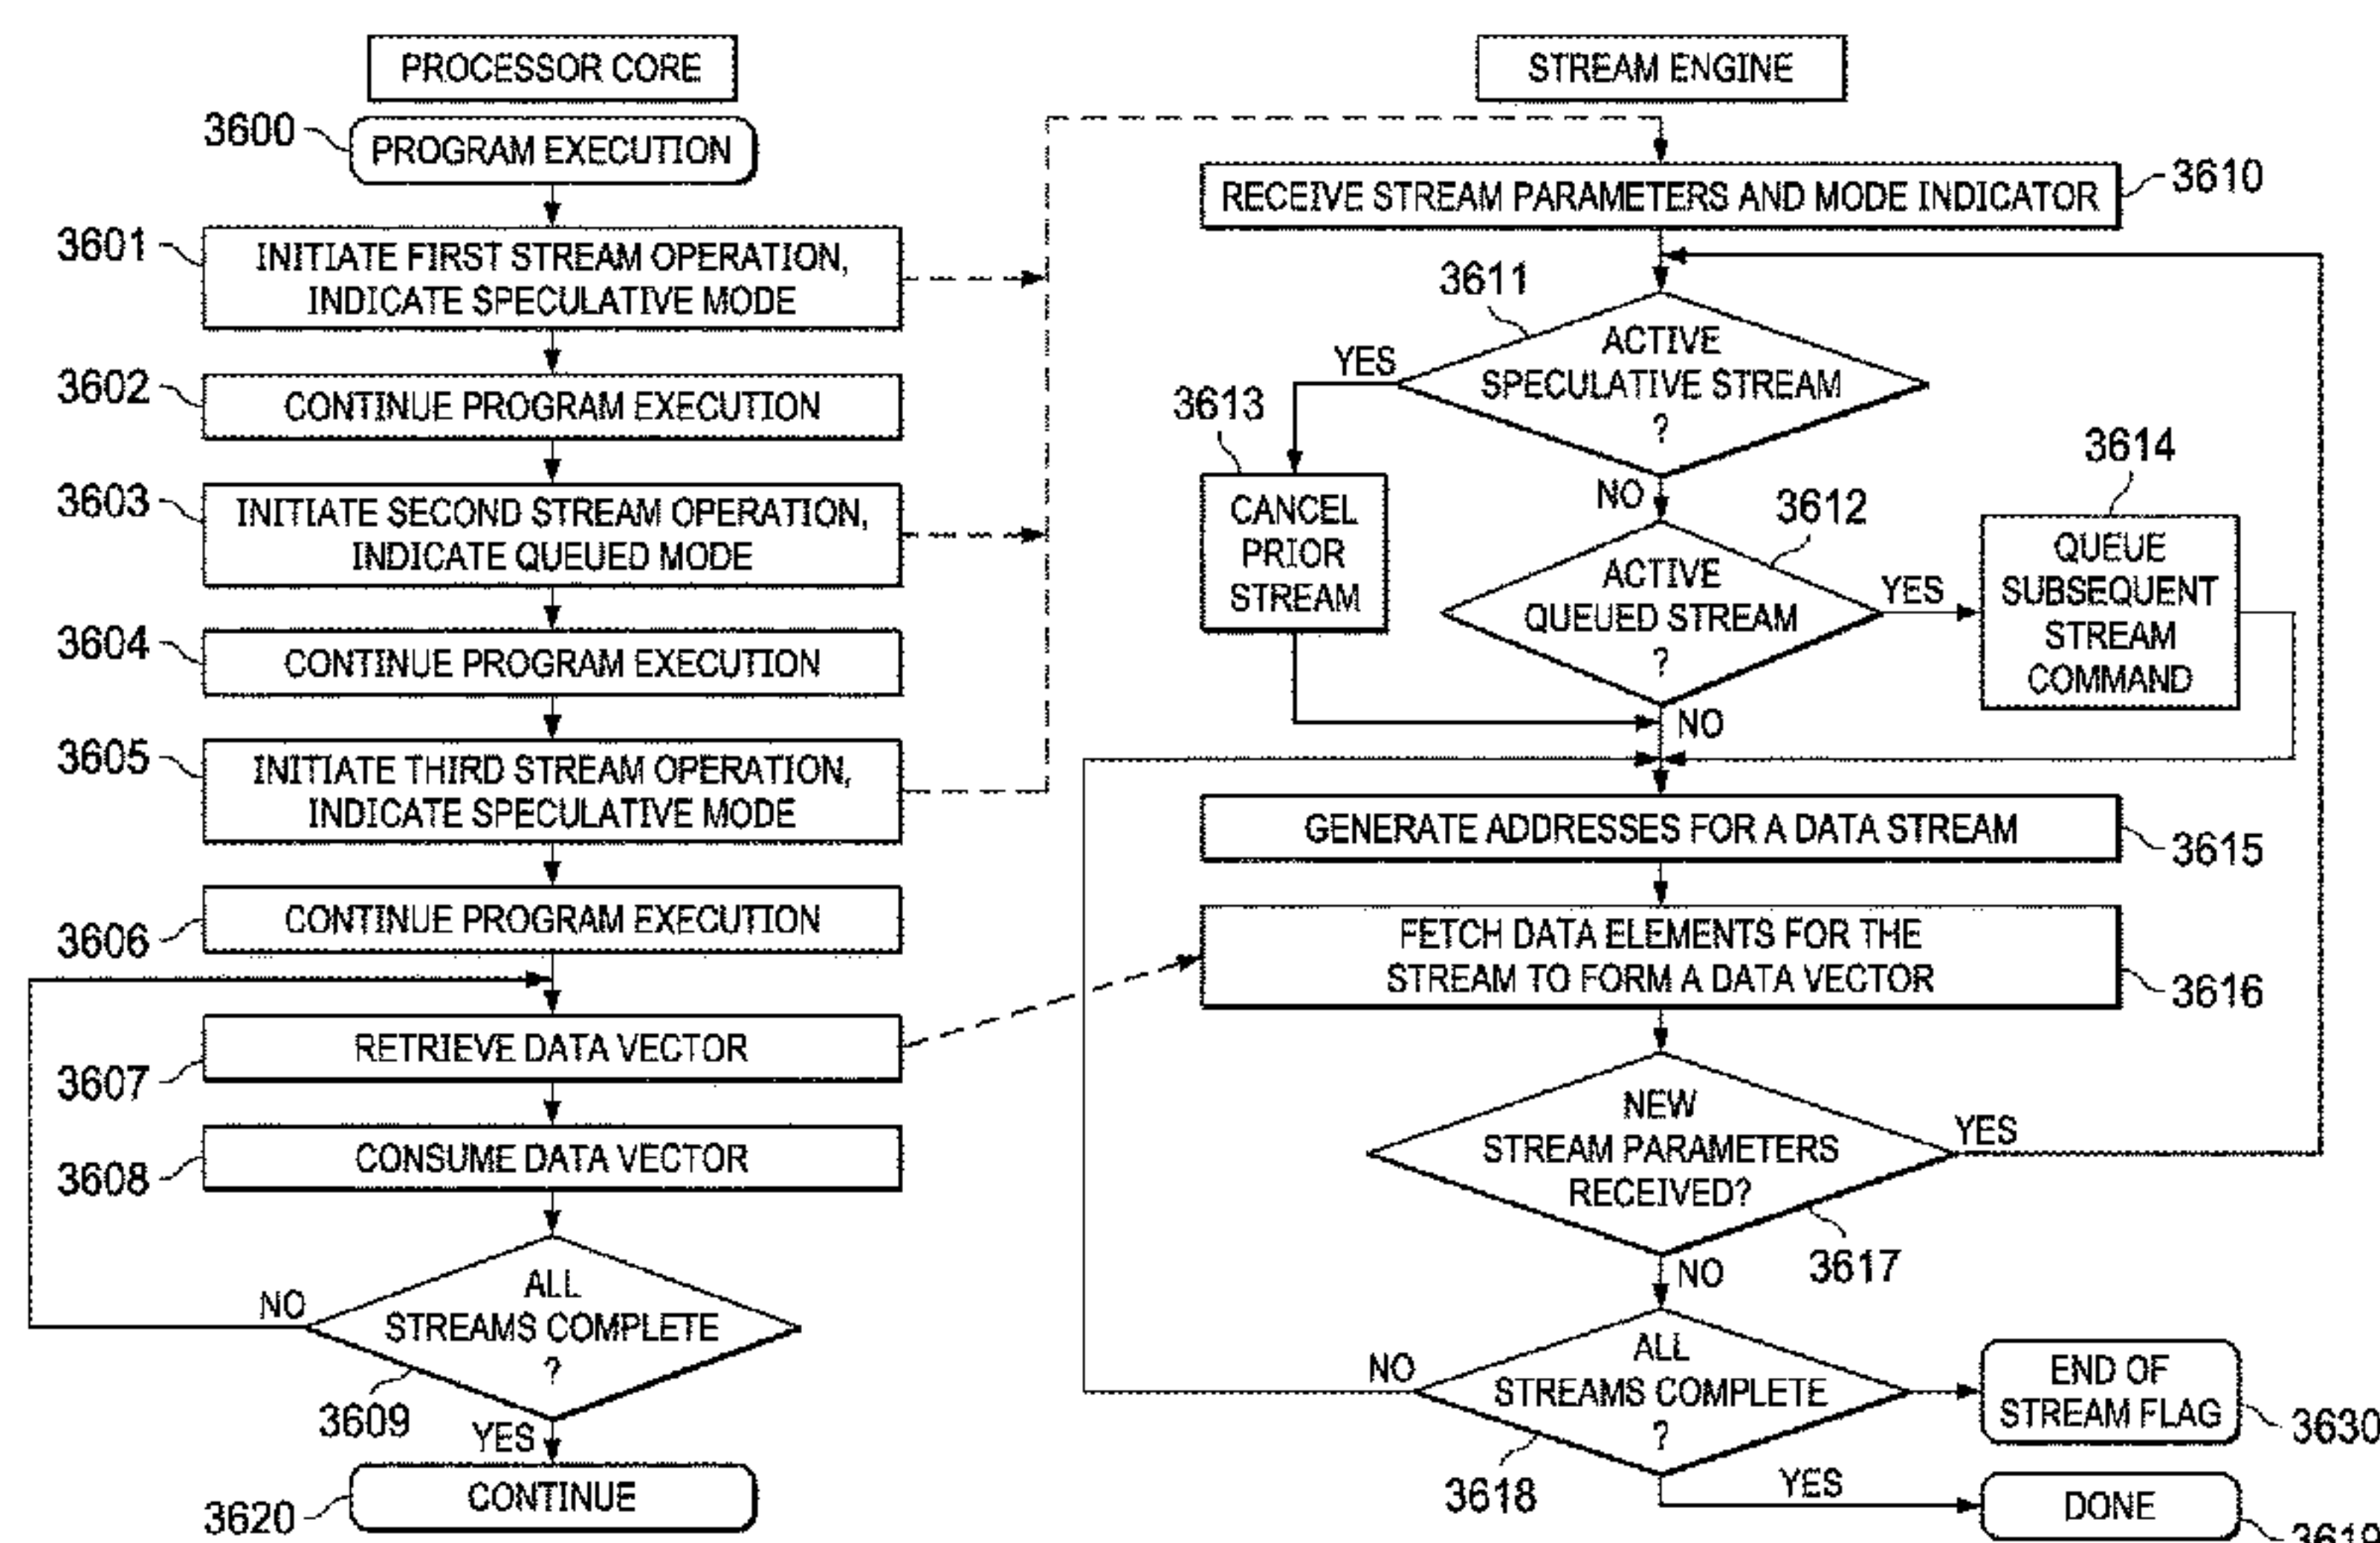 PROCESSOR CORE
3600
PROGRAM EXECUTION
3601
INITIATE FIRST STREAM OPERATION,
INDICATE SPECULATIVE MODE
3602
CONTINUE PROGRAM EXECUTION
3603
INITIATE SECOND STREAM OPERATION,
INDICATE QUEUED MODE
3604
CONTINUE PROGRAM EXECUTION
3605
INITIATE THIRD STREAM OPERATION,
INDICATE SPECULATIVE MODE
3606
CONTINUE PROGRAM EXECUTION
3607
RETRIEVE DATA VECTOR
3608
CONSUME DATA VECTOR
NO
ALL
STREAMS COMPLETE
?
3609
YES
3620
CONTINUE
STREAM ENGINE
RECEIVE STREAM PARAMETERS AND MODE INDICATOR
3610
3611
ACTIVE
SPECULATIVE STREAM
?
YES
3613
CANCEL
PRIOR
STREAM
NO
3612
ACTIVE
QUEUED STREAM
?
YES
3614
QUEUE
SUBSEQUENT
STREAM
COMMAND
NO
GENERATE ADDRESSES FOR A DATA STREAM
3615
FETCH DATA ELEMENTS FOR THE
STREAM TO FORM A DATA VECTOR
3616
NEW
STREAM PARAMETERS
RECEIVED?
YES
3617
NO
ALL
STREAMS COMPLETE
?
NO
3618
END OF
STREAM FLAG
3630
YES
DONE
3619